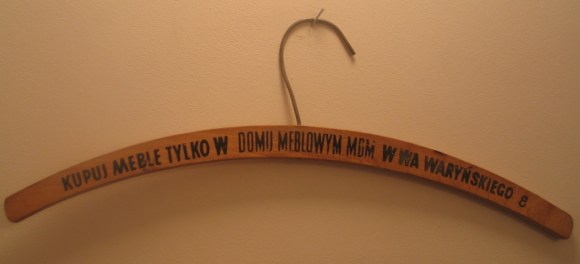 KUPUJ MEBLE TYLKO W DOMU MEBLOWYM MDM W-WA WARYŃSKIEGO 8